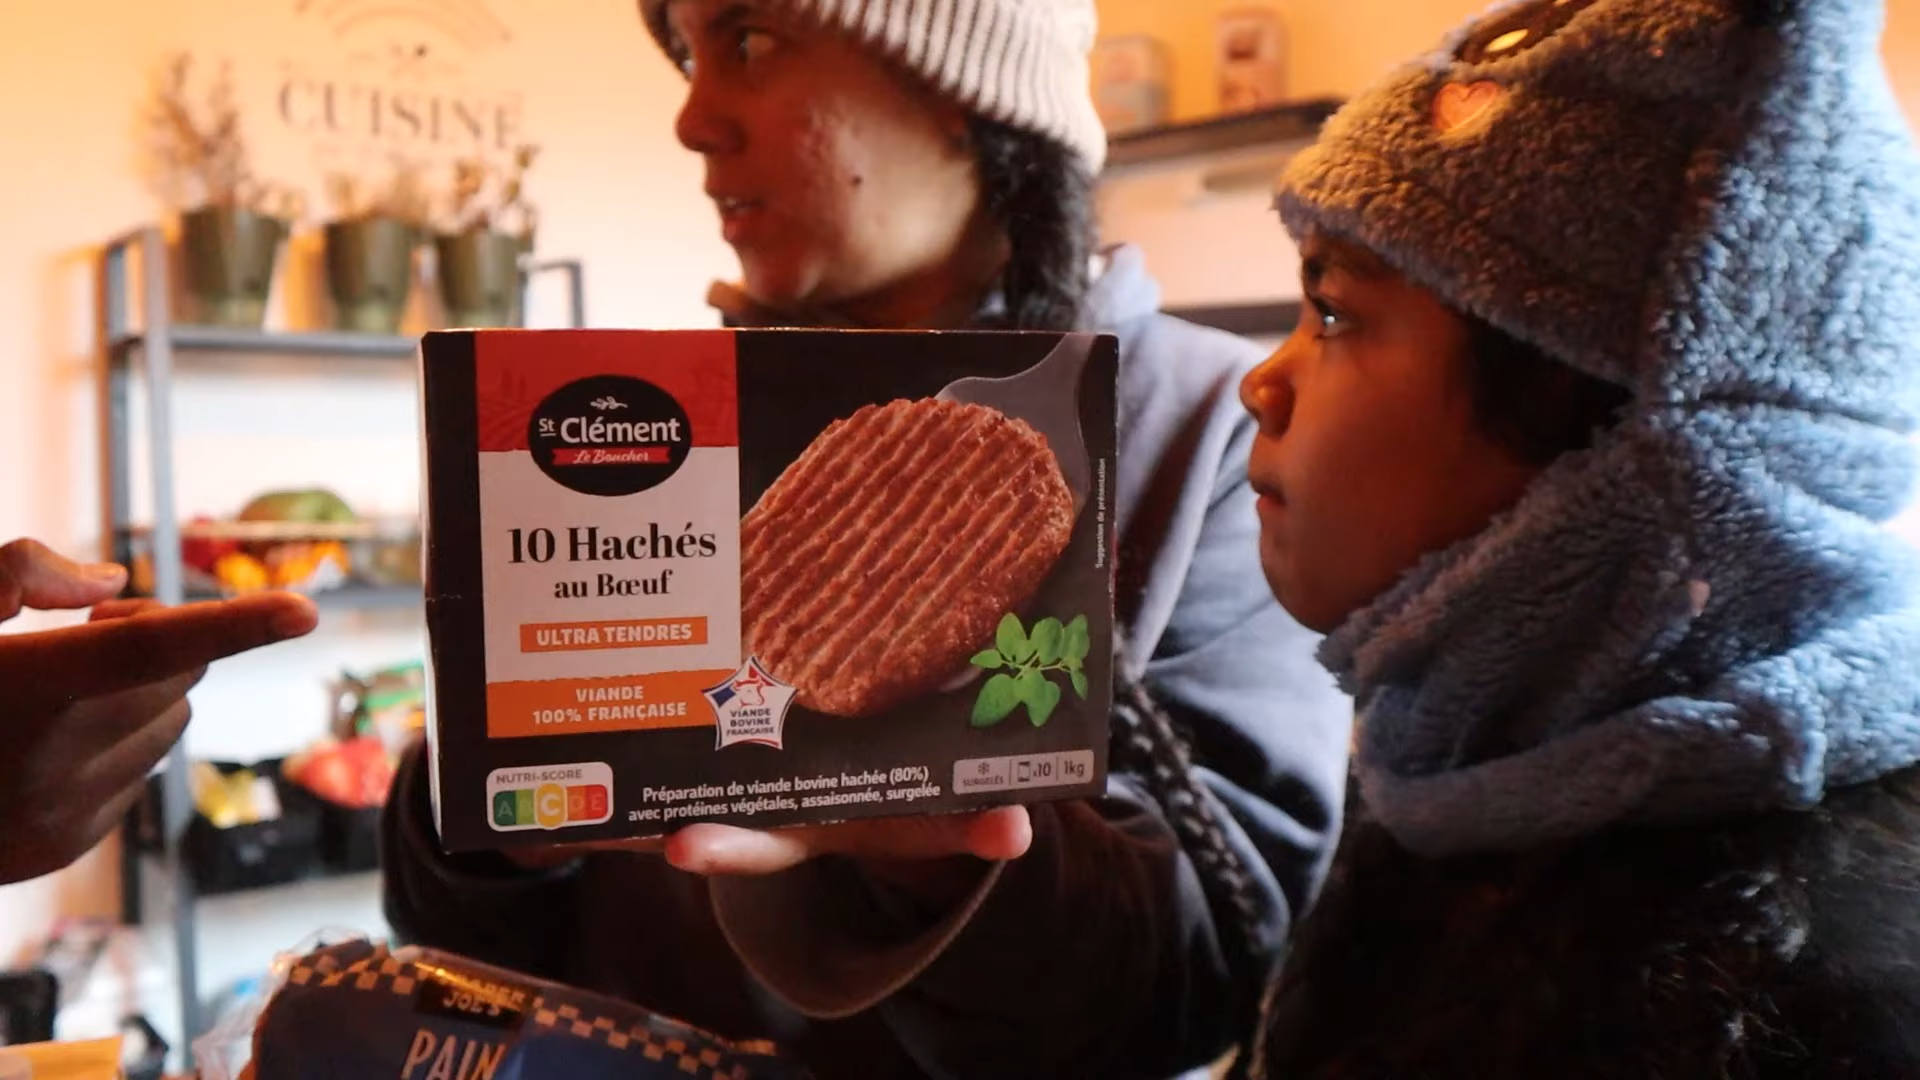 CUISINE
St Clément
Le Boucher
10 Hachés
au Bœuf
ULTRA TENDRES
VIANDE
100% FRANÇAISE
VIANDE
BOVINE
FRANÇAISE
Suggestion de présentation
NUTRI-SCORE
A B C D E
Préparation de viande bovine hachée (80%)
avec protéines végétales, assaisonnée, surgelée
SURGELÉS
x10
1kg
JOE'S
PAIN